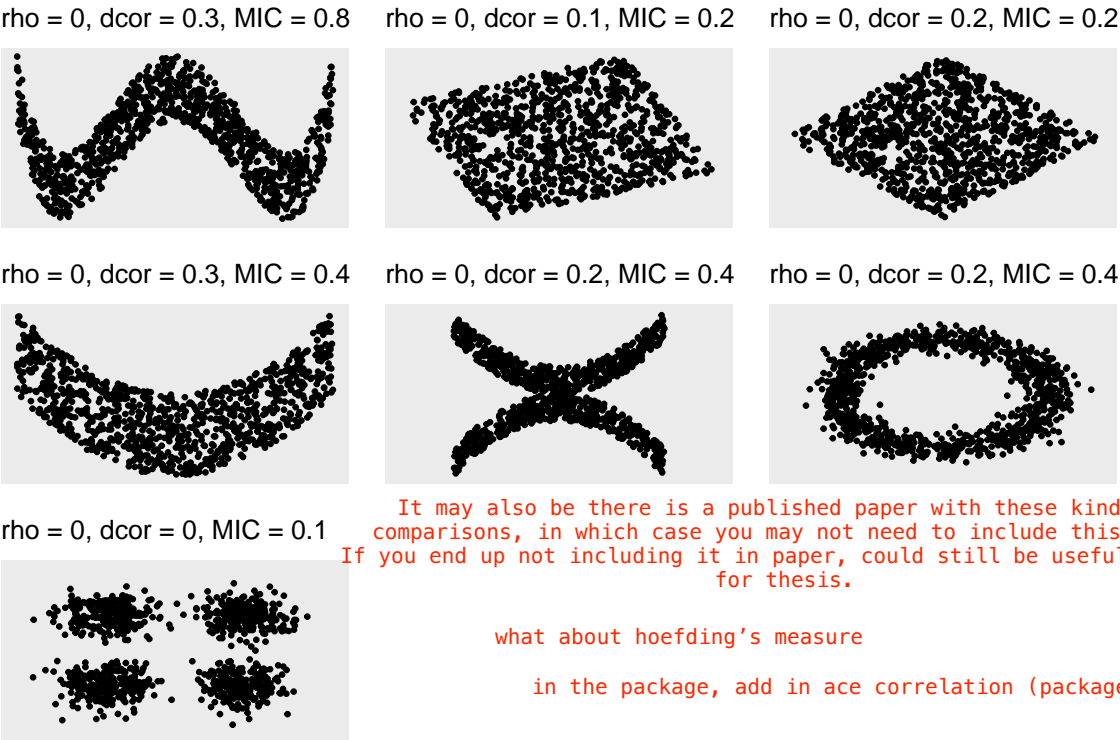 rho = 0, dcor = 0.3, MIC = 0.8
rho = 0, dcor = 0.1, MIC = 0.2
rho = 0, dcor = 0.2, MIC = 0.2
rho = 0, dcor = 0.3, MIC = 0.4
rho = 0, dcor = 0.2, MIC = 0.4
rho = 0, dcor = 0.2, MIC = 0.4
rho = 0, dcor = 0, MIC = 0.1
It may also be there is a published paper with these kind
comparisons, in which case you may not need to include this
If you end up not including it in paper, could still be useful
for thesis.
what about hoefding’s measure
in the package, add in ace correlation (package